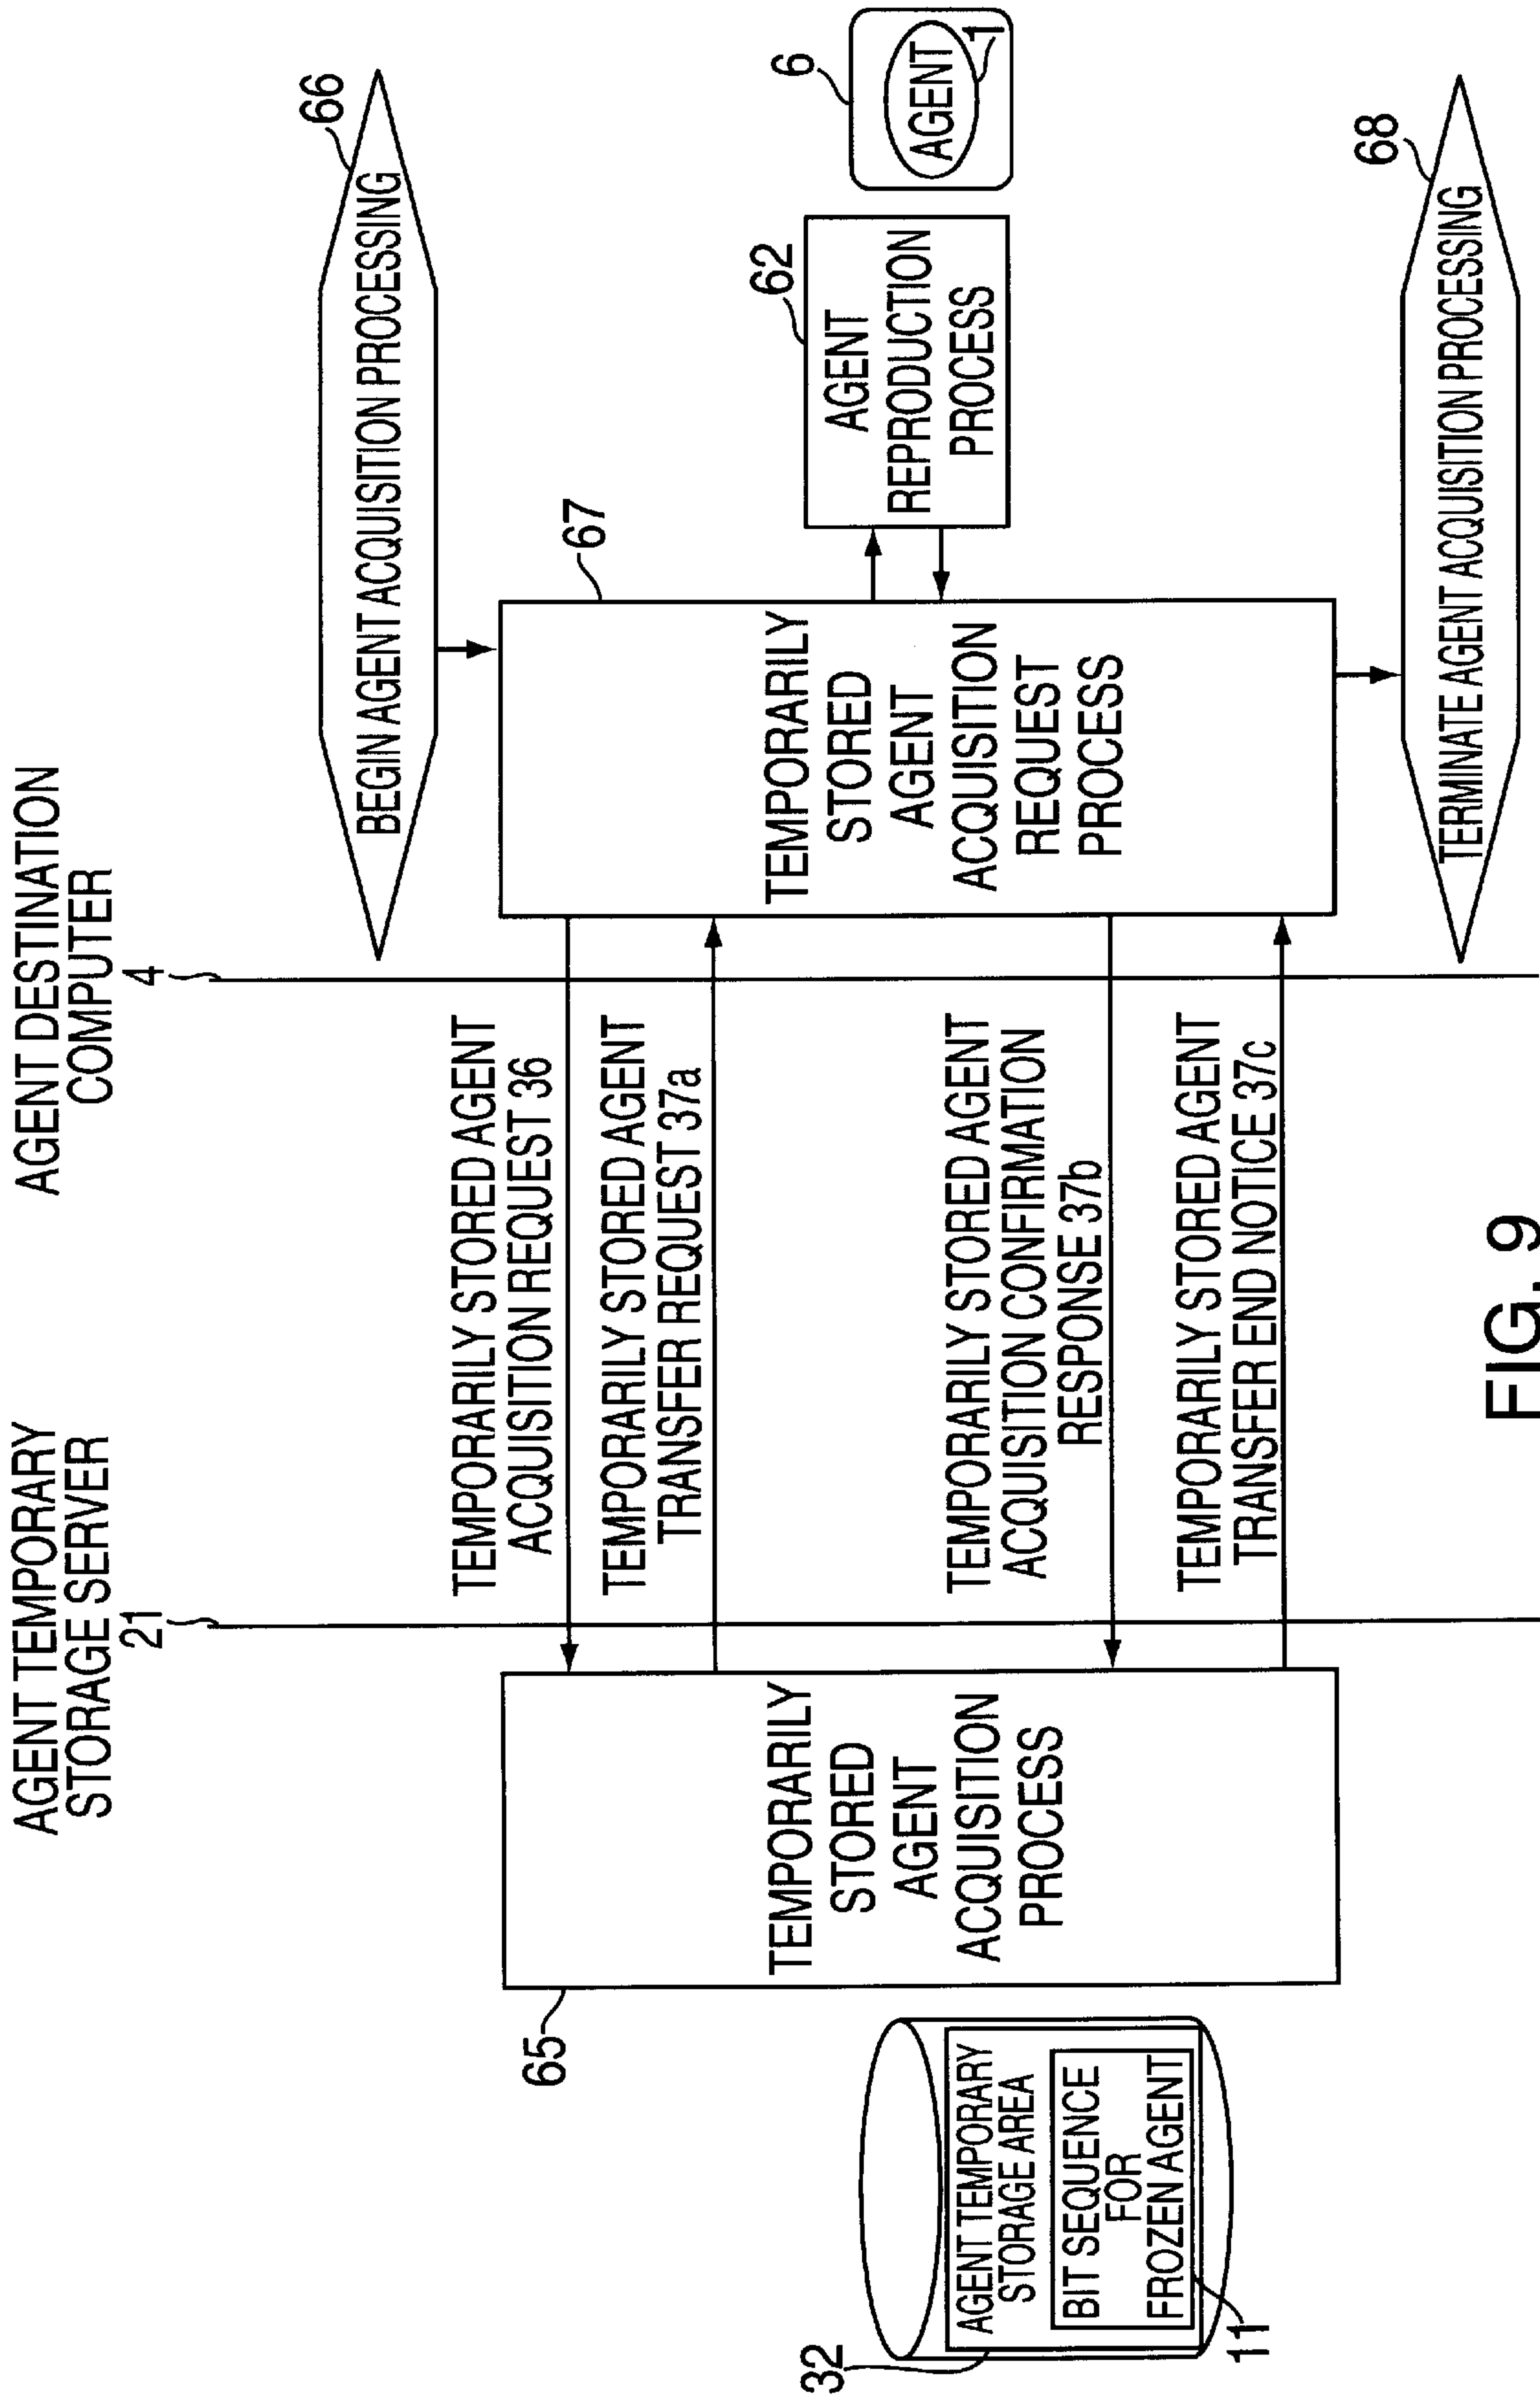 AGENT TEMPORARY
STORAGE SERVER
21
AGENT DESTINATION
COMPUTER
4
66
BEGIN AGENT ACQUISITION PROCESSING
TEMPORARILY STORED AGENT
ACQUISITION REQUEST 36
TEMPORARILY STORED AGENT
TRANSFER REQUEST 37a
TEMPORARILY STORED AGENT
ACQUISITION CONFIRMATION
RESPONSE 37b
TEMPORARILY STORED AGENT
TRANSFER END NOTICE 37c
65
TEMPORARILY
STORED
AGENT
ACQUISITION
PROCESS
67
TEMPORARILY
STORED
AGENT
ACQUISITION
REQUEST
PROCESS
62
AGENT
REPRODUCTION
PROCESS
6
AGENT
1
32
AGENT TEMPORARY
STORAGE AREA
BIT SEQUENCE
FOR
FROZEN AGENT
11
68
TERMINATE AGENT ACQUISITION PROCESSING
FIG. 9